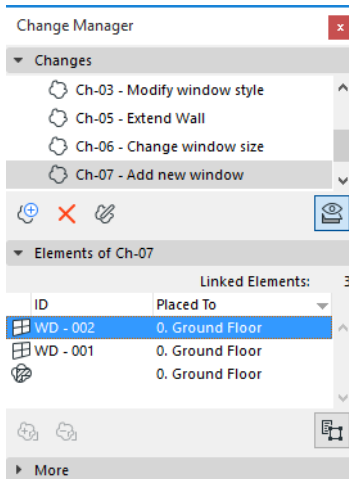 Change Manager
x
Changes
Ch-03 - Modify window style
Ch-05 - Extend Wall
Ch-06 - Change window size
Ch-07 - Add new window
Elements of Ch-07
Linked Elements: 3
ID Placed To
WD - 002 0. Ground Floor
WD - 001 0. Ground Floor
0. Ground Floor
More